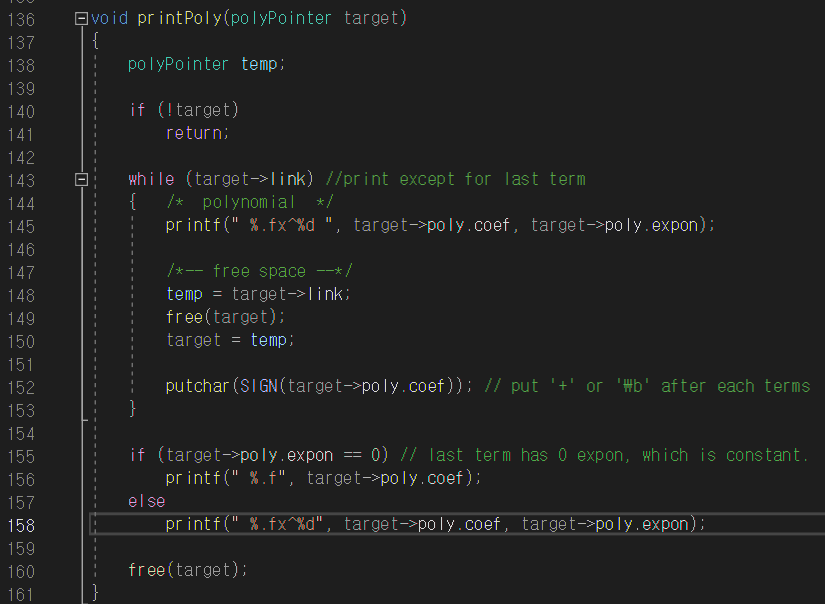 136 void printPoly(polyPointer target)
137 {
138 polyPointer temp;
139
140 if (!target)
141 return;
142
143 while (target->link) //print except for last term
144 { /* polynomial */
145 printf(" %.fx^%d ", target->poly.coef, target->poly.expon);
146
147 /*-- free space --*/
148 temp = target->link;
149 free(target);
150 target = temp;
151
152 putchar(SIGN(target->poly.coef)); // put '+' or '₩b' after each terms
153 }
154
155 if (target->poly.expon == 0) // last term has 0 expon, which is constant.
156 printf(" %.f", target->poly.coef);
157 else
158 printf(" %.fx^%d", target->poly.coef, target->poly.expon);
159
160 free(target);
161 }